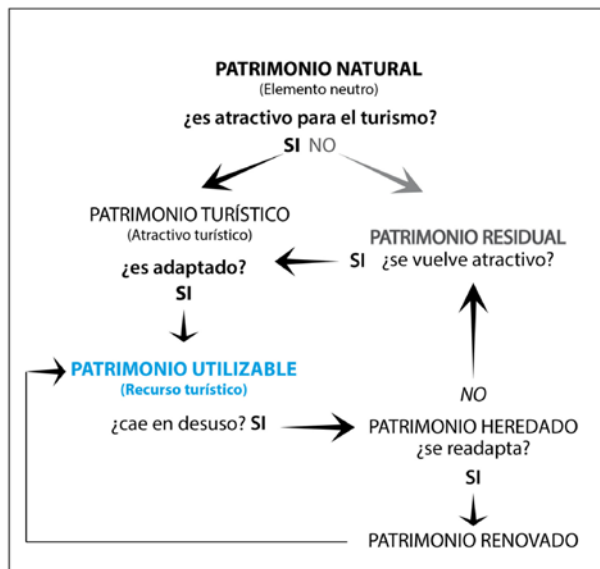 PATRIMONIO NATURAL
(Elemento neutro)
¿es atractivo para el turismo?
SI NO
PATRIMONIO TURÍSTICO
(Atractivo turístico)
¿es adaptado?
SI
PATRIMONIO RESIDUAL
SI ¿se vuelve atractivo?
PATRIMONIO UTILIZABLE
(Recurso turístico)
¿cae en desuso? SI
NO
PATRIMONIO HEREDADO
¿se readapta?
SI
PATRIMONIO RENOVADO